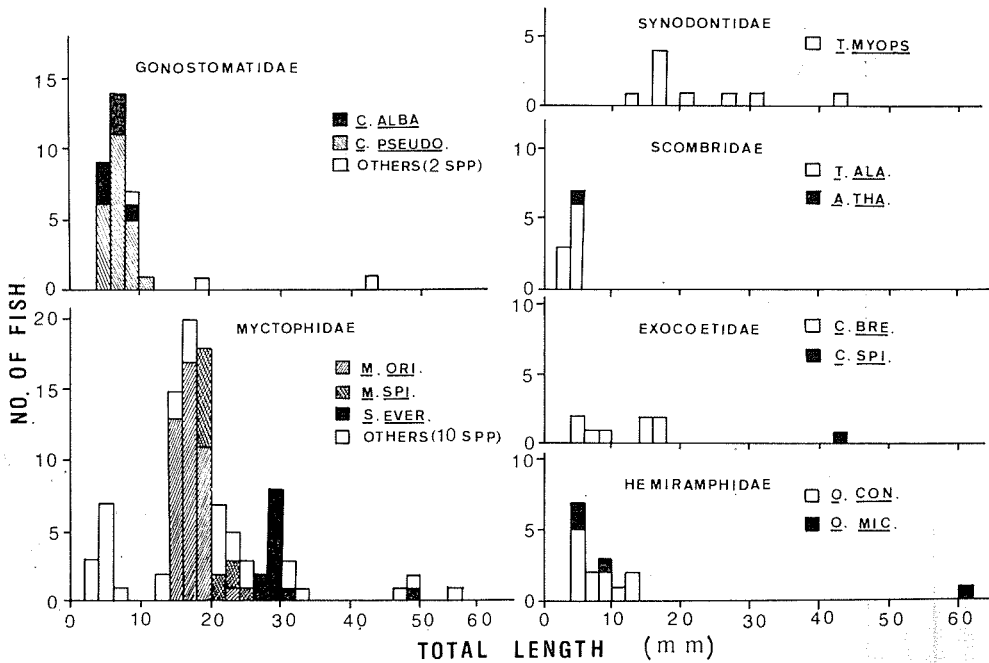 GONOSTOMATIDAE
C. ALBA
C. PSEUDO.
OTHERS (2 SPP)
15
10
5
0
MYCTOPHIDAE
M. ORI.
M. SPI.
S. EVER.
OTHERS (10 SPP)
20
15
10
5
0
0 10 20 30 40 50 60
NO. OF FISH
SYNODONTIDAE
T. MYOPS
5
0
SCOMBRIDAE
T. ALA.
A. THA.
10
5
0
EXOCOETIDAE
C. BRE.
C. SPI.
10
5
0
HEMIRAMPHIDAE
O. CON.
O. MIC.
10
5
0
0 10 20 30 40 50 60
TOTAL LENGTH (mm)